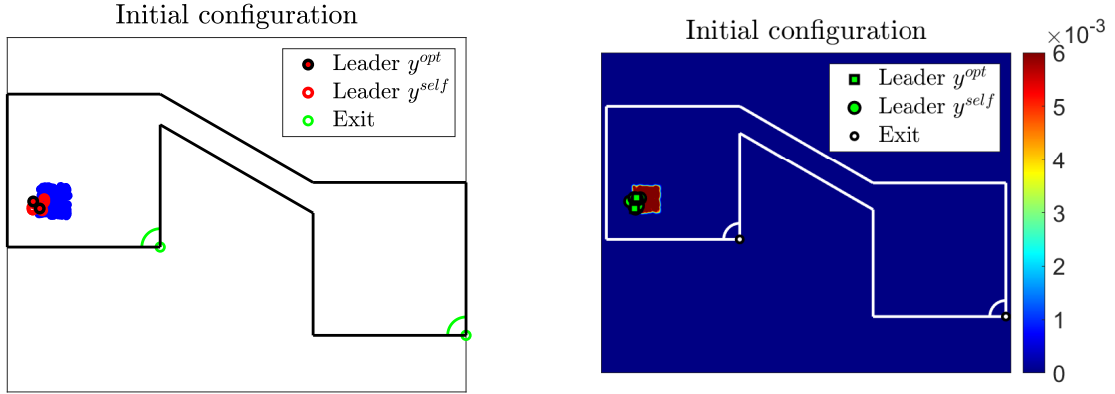 Initial configuration
Leader y^opt
Leader y^self
Exit
Initial configuration
Leader y^opt
Leader y^self
Exit
×10^-3
6
5
4
3
2
1
0